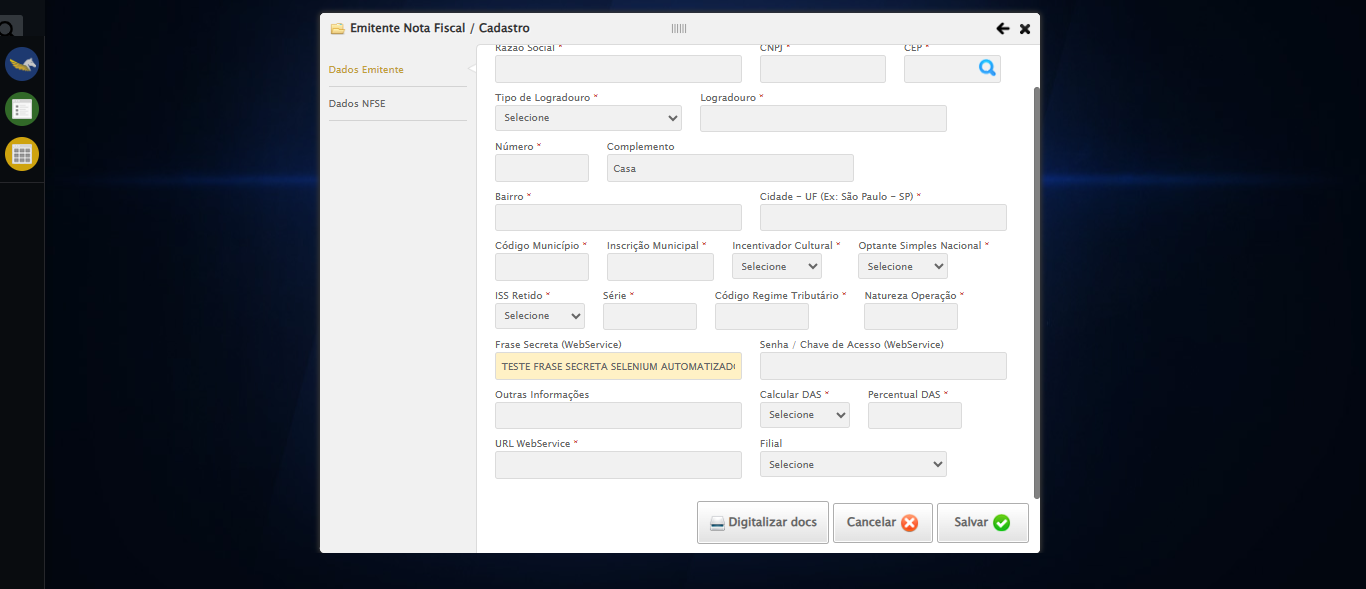 Emitente Nota Fiscal / Cadastro
Dados Emitente
Dados NFSE
Razão Social * CNPJ * CEP *
Tipo de Logradouro * Logradouro *
Selecione
Número * Complemento
Casa
Bairro * Cidade - UF (Ex: São Paulo - SP) *
Código Município * Inscrição Municipal * Incentivador Cultural * Optante Simples Nacional *
Selecione Selecione
ISS Retido * Série * Código Regime Tributário * Natureza Operação *
Selecione
Frase Secreta (WebService) Senha / Chave de Acesso (WebService)
TESTE FRASE SECRETA SELENIUM AUTOMATIZAD
Outras Informações Calcular DAS * Percentual DAS *
Selecione
URL WebService * Filial
Selecione
Digitalizar docs Cancelar Salvar